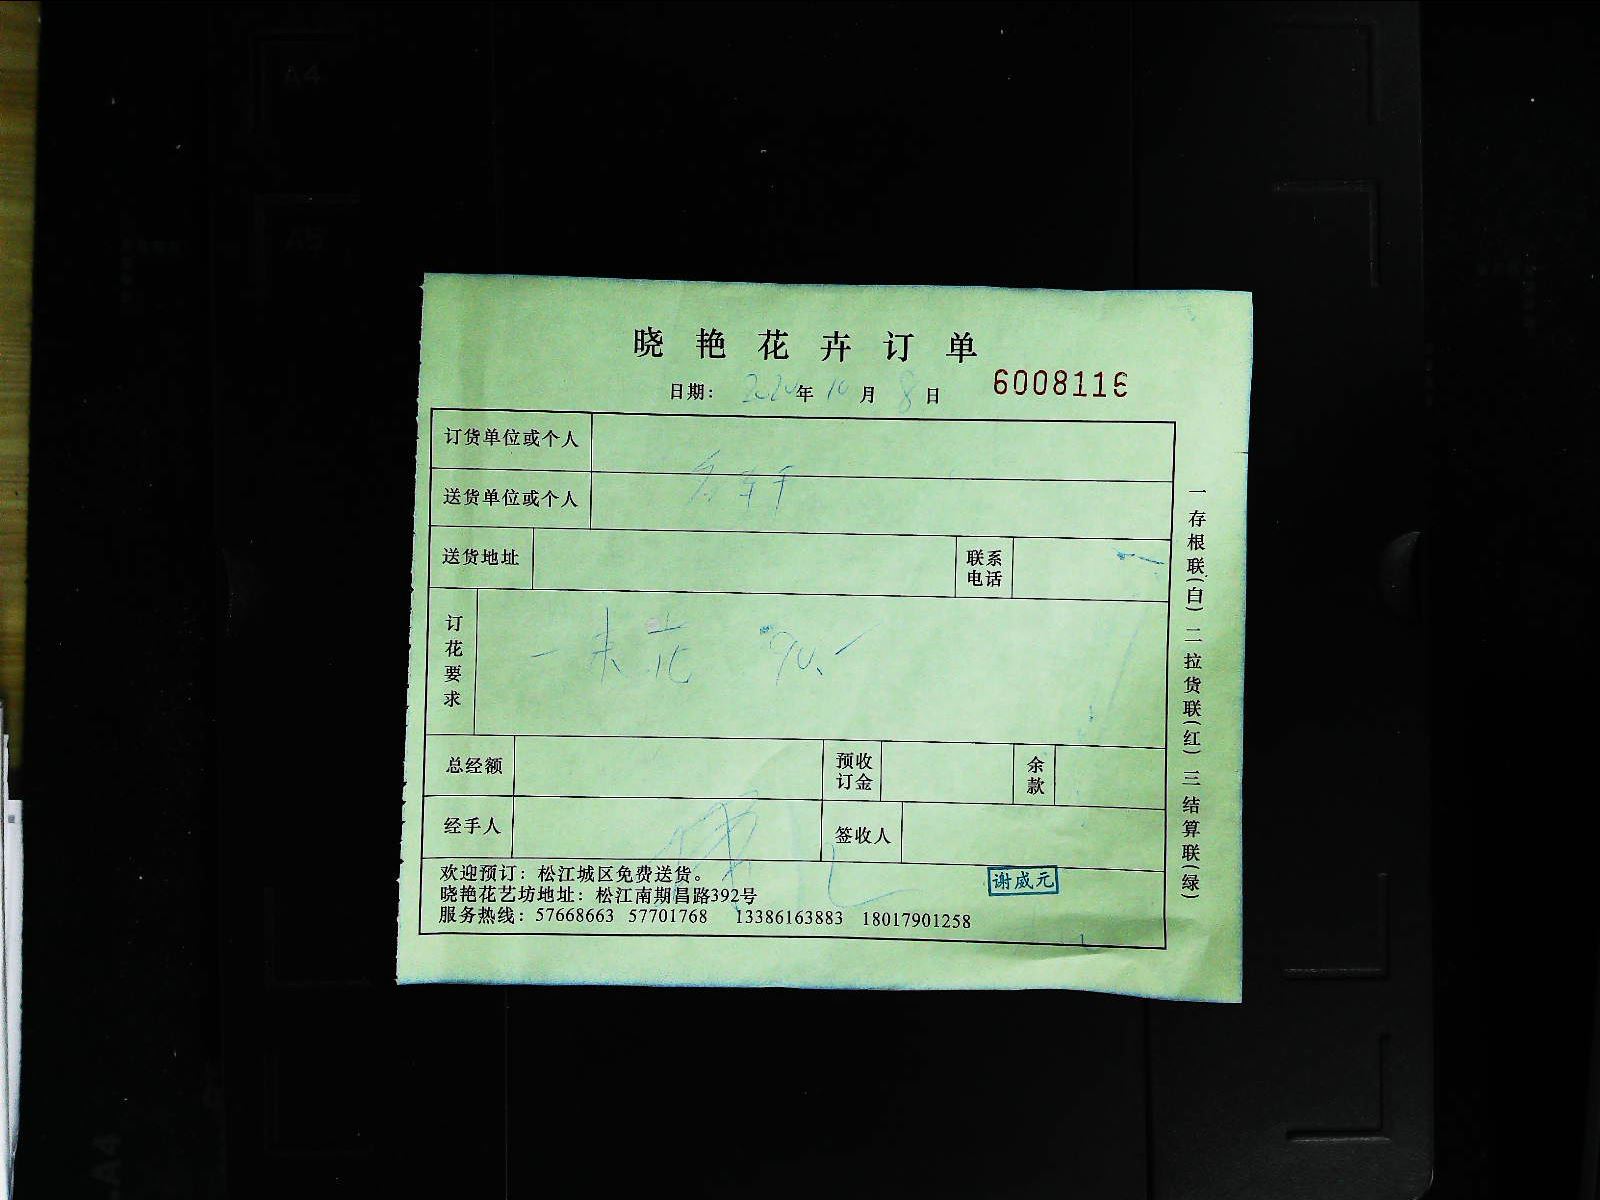 晓艳花卉订单
日期：2020年10月8日 6008116
订货单位或个人
送货单位或个人
送货地址 联系电话
订花要求 一束花 90.-
总经额 预收订金 余款
经手人 签收人
欢迎预订：松江城区免费送货。
晓艳花艺坊地址：松江南期昌路392号
服务热线：57668663 57701768 13386163883 18017901258
谢威元
一存根联（白）二拉货联（红）三结算联（绿）
A4
A5
A4